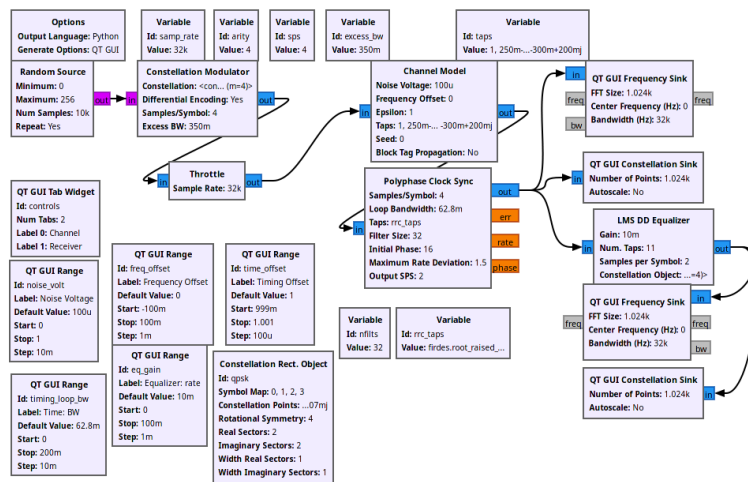 Options
Output Language: Python
Generate Options: QT GUI
Variable
Id: samp_rate
Value: 32k
Variable
Id: arity
Value: 4
Variable
Id: sps
Value: 4
Variable
Id: excess_bw
Value: 350m
Variable
Id: taps
Value: 1, 250m-...-300m+200mj
Random Source
Minimum: 0
Maximum: 256
Num Samples: 10k
Repeat: Yes
out
in
Constellation Modulator
Constellation: <con... (m=4)>
Differential Encoding: Yes
Samples/Symbol: 4
Excess BW: 350m
out
in
Channel Model
Noise Voltage: 100u
Frequency Offset: 0
Epsilon: 1
Taps: 1, 250m-... -300m+200mj
Seed: 0
Block Tag Propagation: No
out
in
freq
bw
QT GUI Frequency Sink
FFT Size: 1.024k
Center Frequency (Hz): 0
Bandwidth (Hz): 32k
freq
in
Throttle
Sample Rate: 32k
out
in
Polyphase Clock Sync
Samples/Symbol: 4
Loop Bandwidth: 62.8m
Taps: rrc_taps
Filter Size: 32
Initial Phase: 16
Maximum Rate Deviation: 1.5
Output SPS: 2
out
err
rate
phase
in
QT GUI Constellation Sink
Number of Points: 1.024k
Autoscale: No
in
LMS DD Equalizer
Gain: 10m
Num. Taps: 11
Samples per Symbol: 2
Constellation Object: ...=4)>
out
QT GUI Tab Widget
Id: controls
Num Tabs: 2
Label 0: Channel
Label 1: Receiver
QT GUI Range
Id: noise_volt
Label: Noise Voltage
Default Value: 100u
Start: 0
Stop: 1
Step: 10m
QT GUI Range
Id: freq_offset
Label: Frequency Offset
Default Value: 0
Start: -100m
Stop: 100m
Step: 1m
QT GUI Range
Id: time_offset
Label: Timing Offset
Default Value: 1
Start: 999m
Stop: 1.001
Step: 100u
Variable
Id: nfilts
Value: 32
Variable
Id: rrc_taps
Value: firdes.root_raised_...
freq
QT GUI Frequency Sink
FFT Size: 1.024k
Center Frequency (Hz): 0
Bandwidth (Hz): 32k
in
freq
bw
QT GUI Range
Id: timing_loop_bw
Label: Time: BW
Default Value: 62.8m
Start: 0
Stop: 200m
Step: 10m
QT GUI Range
Id: eq_gain
Label: Equalizer: rate
Default Value: 10m
Start: 0
Stop: 100m
Step: 1m
Constellation Rect. Object
Id: qpsk
Symbol Map: 0, 1, 2, 3
Constellation Points: ...07mj
Rotational Symmetry: 4
Real Sectors: 2
Imaginary Sectors: 2
Width Real Sectors: 1
Width Imaginary Sectors: 1
QT GUI Constellation Sink
Number of Points: 1.024k
Autoscale: No
in